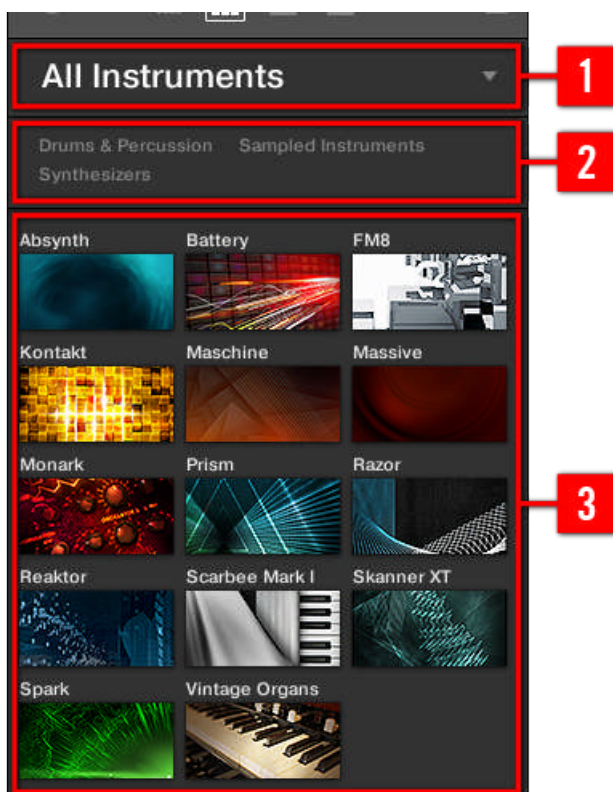 All Instruments
1
Drums & Percussion Sampled Instruments
Synthesizers
2
Absynth Battery FM8
Kontakt Maschine Massive
Monark Prism Razor
3
Reaktor Scarbee Mark I Skanner XT
Spark Vintage Organs